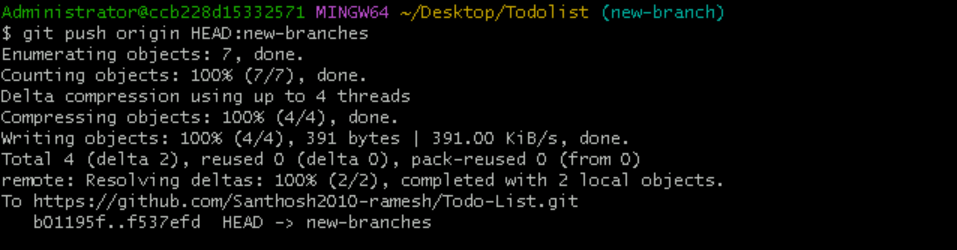 Administrator@ccb228d15332571 MINGW64 ~/Desktop/Todolist (new-branch)
$ git push origin HEAD:new-branches
Enumerating objects: 7, done.
Counting objects: 100% (7/7), done.
Delta compression using up to 4 threads
Compressing objects: 100% (4/4), done.
Writing objects: 100% (4/4), 391 bytes | 391.00 KiB/s, done.
Total 4 (delta 2), reused 0 (delta 0), pack-reused 0 (from 0)
remote: Resolving deltas: 100% (2/2), completed with 2 local objects.
To https://github.com/Santhosh2010-ramesh/Todo-List.git
   b01195f..f537efd  HEAD -> new-branches